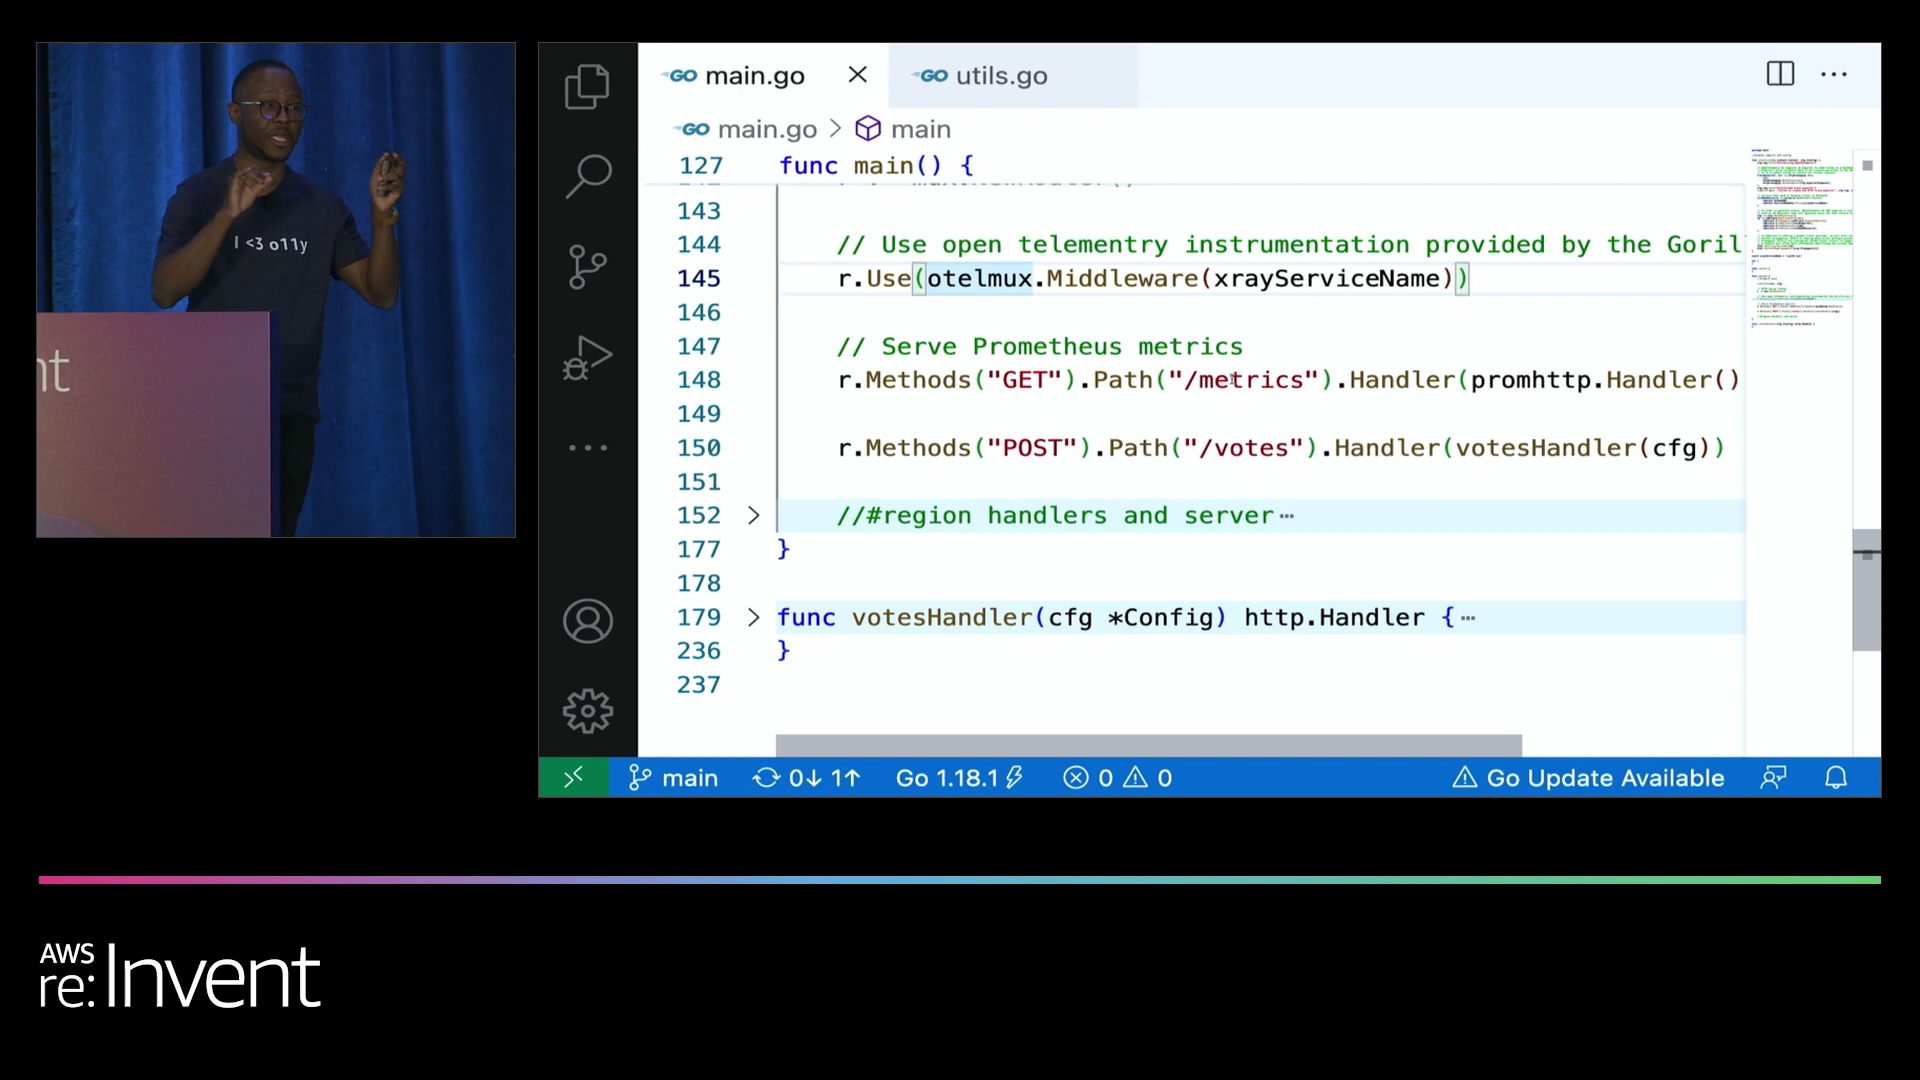 I <3 o11y
nt
GO main.go
GO utils.go
GO main.go > main
127 func main() {
143
144 // Use open telementry instrumentation provided by the Goril
145 r.Use(otelmux.Middleware(xrayServiceName))
146
147 // Serve Prometheus metrics
148 r.Methods("GET").Path("/metrics").Handler(promhttp.Handler()
149
150 r.Methods("POST").Path("/votes").Handler(votesHandler(cfg))
151
152 //#region handlers and server…
177 }
178
179 func votesHandler(cfg *Config) http.Handler {…
236 }
237
main 0↓ 1↑ Go 1.18.1 0 0 Go Update Available
AWS
re:Invent